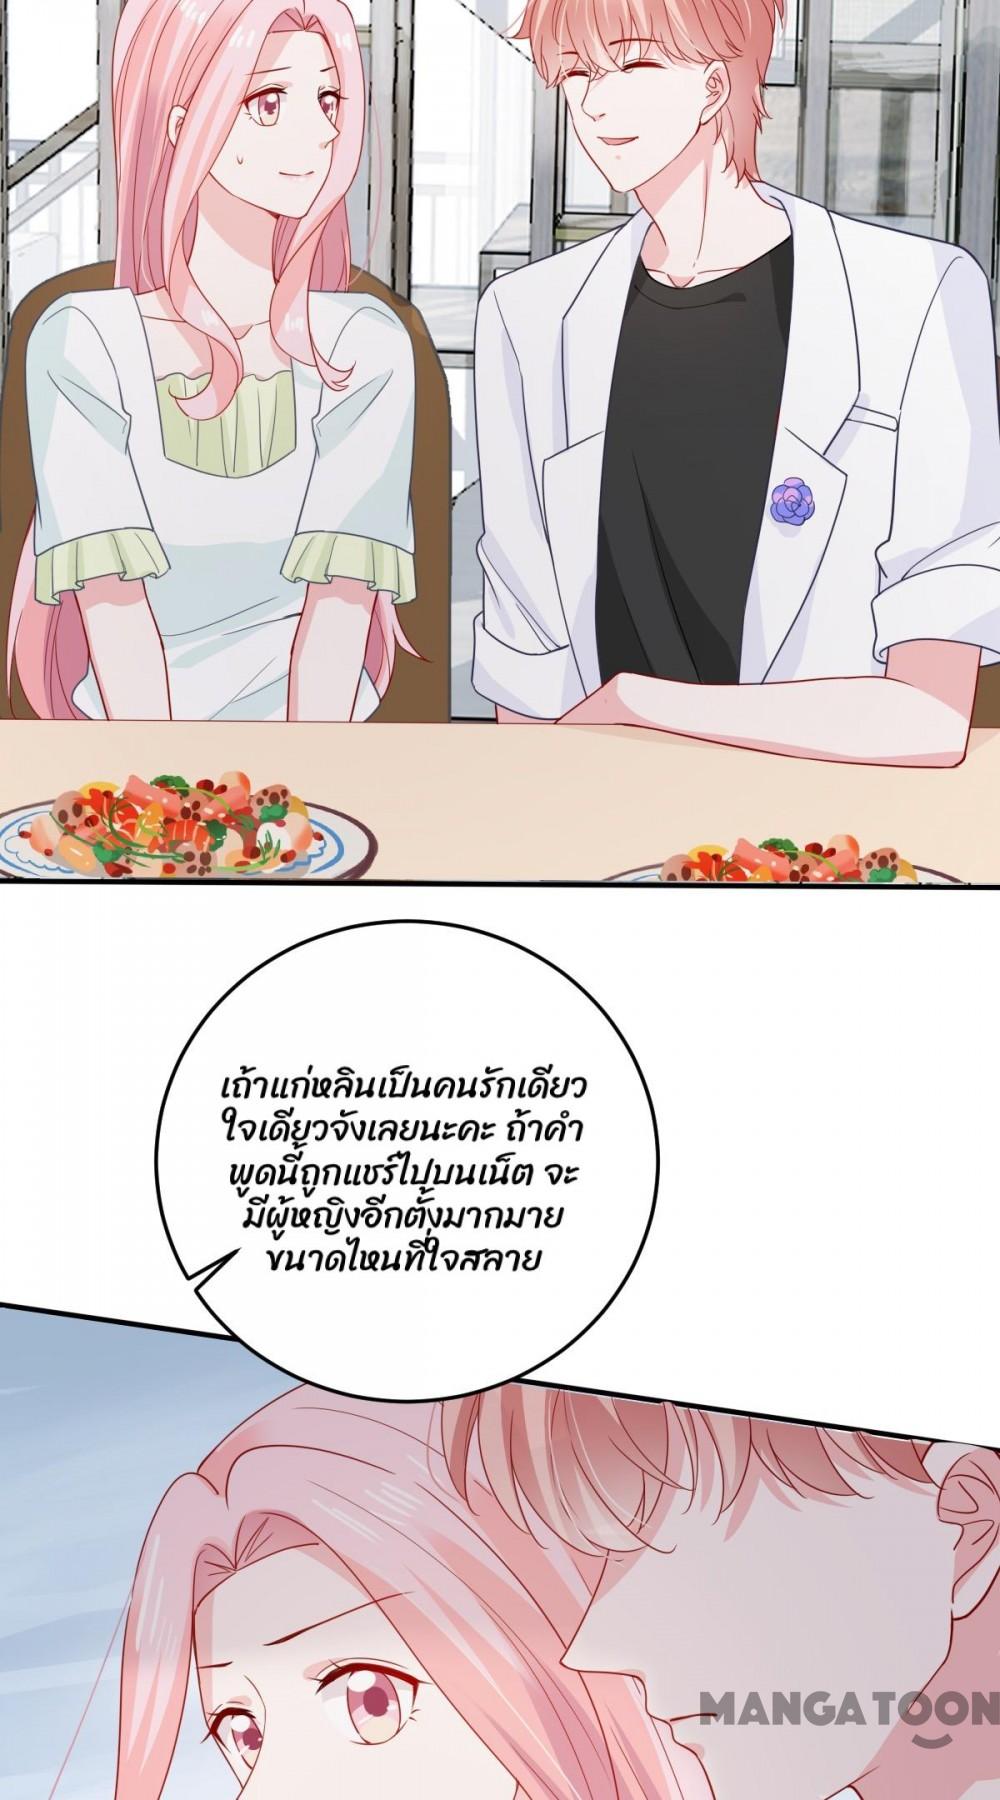 เถ้าแก่หลินเป็นคนรักเดียว
ใจเดียวจังเลยนะคะ ถ้าคำ
พูดนี้ถูกแชร์ไปบนเน็ต จะ
มีผู้หญิงอีกตั้งมากมาย
ขนาดไหนที่ใจสลาย
MANGATOON